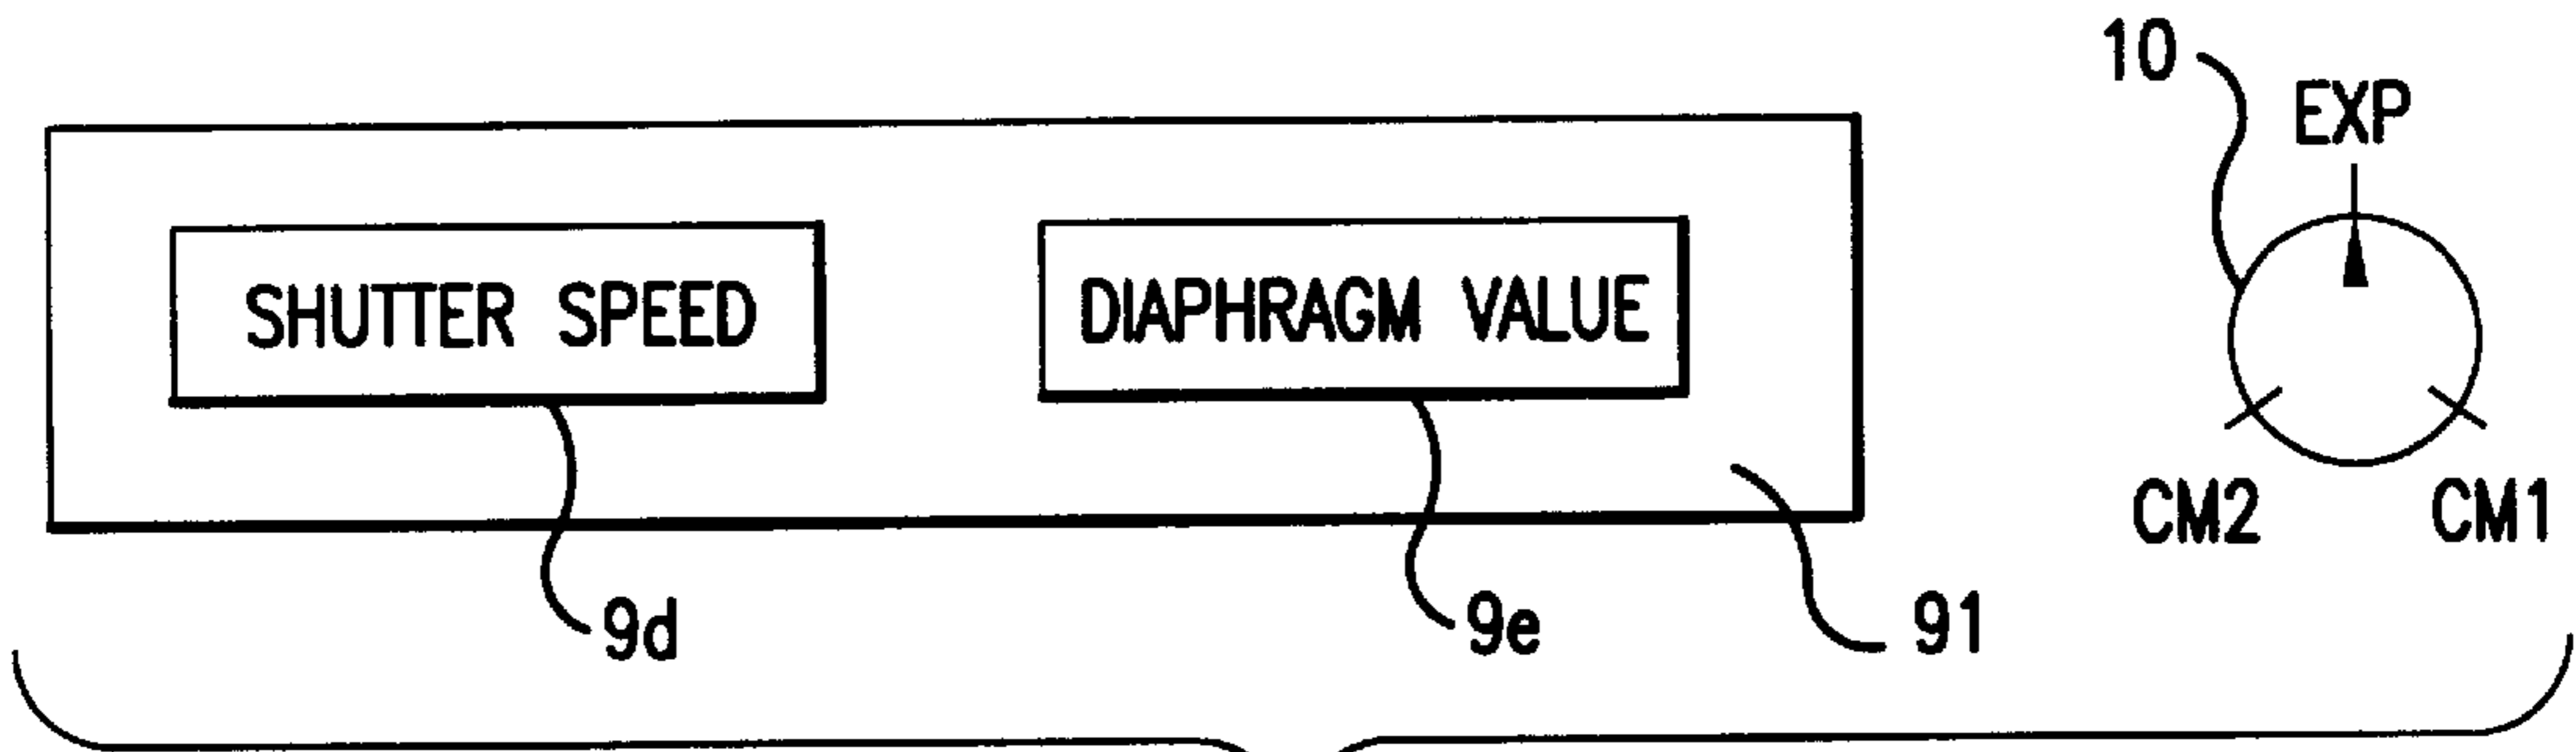 10
EXP
SHUTTER SPEED
DIAPHRAGM VALUE
CM2
CM1
9d
9e
91